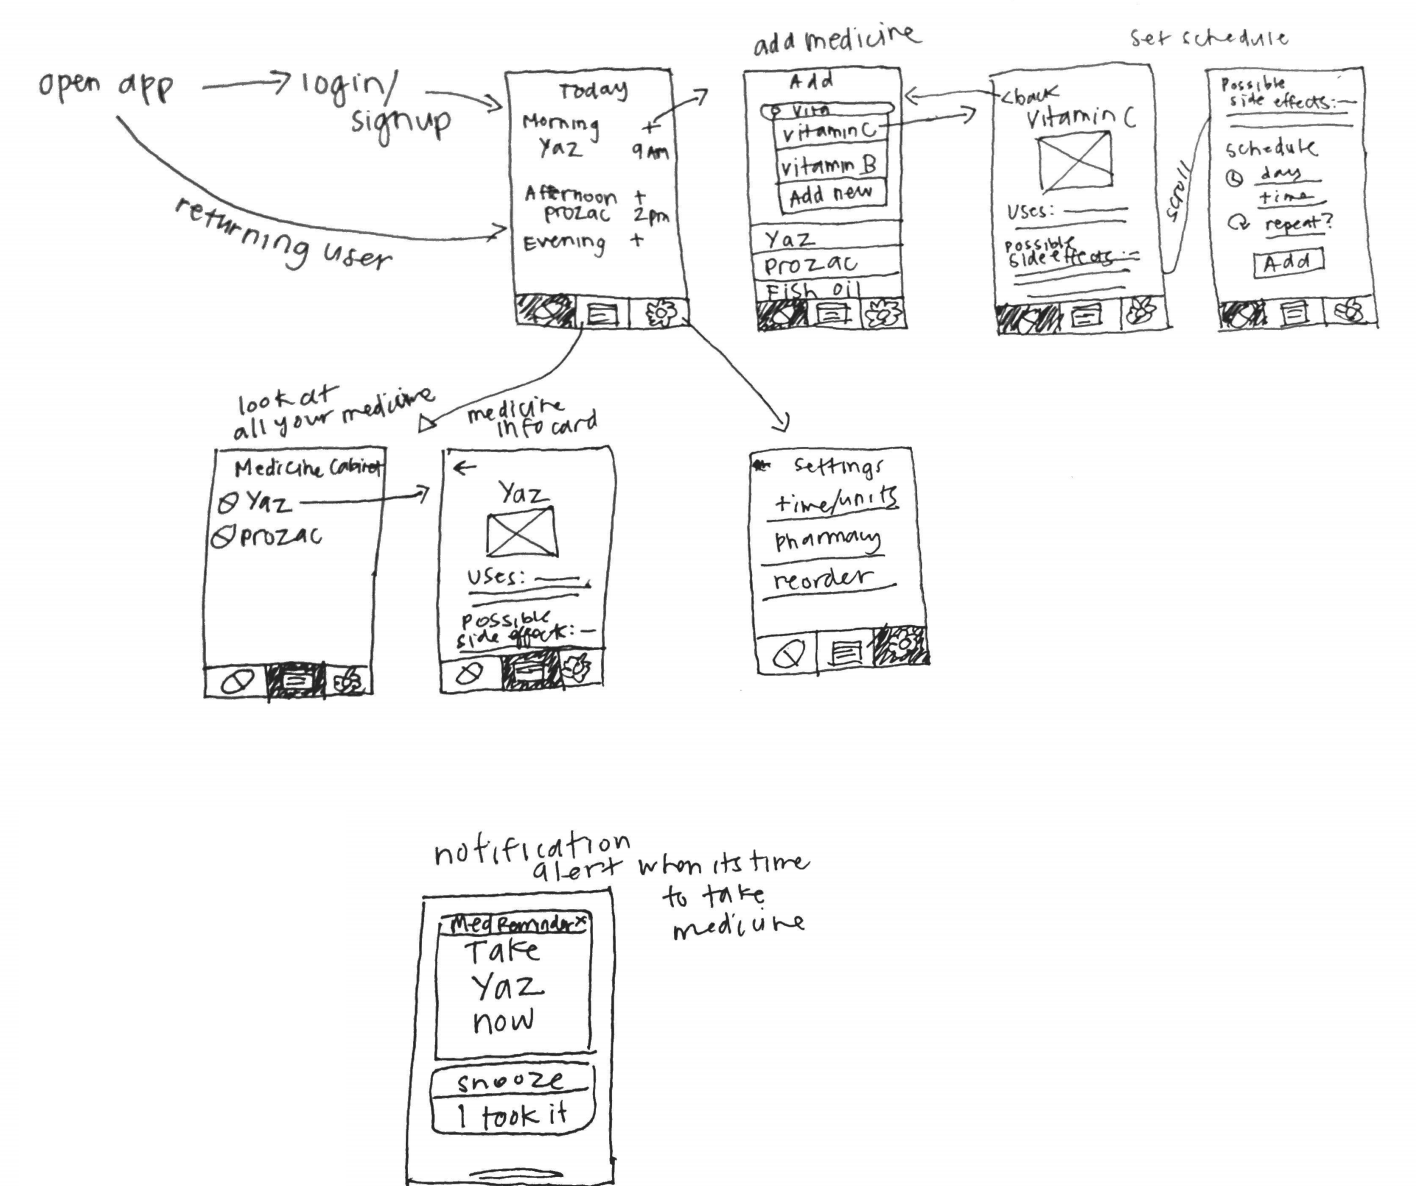 open app
login/
signup
returning user
Today
Morning +
Yaz 9 Am
Afternoon +
prozac 2pm
Evening +
add medicine
Add
vita
vitamin C
vitamin B
Add new
Yaz
prozac
Fish oil
set schedule
<back
Vitamin C
uses:
possible
side effects:
scroll
Possible
side effects:
schedule
day
time
repeat?
Add
look at
all your medicine
Medicine Cabinet
Yaz
prozac
medicine
info card
Yaz
uses:
possible
side effect:
settings
time/units
pharmacy
reorder
notification
alert when its time
to take
medicine
Med Reminder x
Take
Yaz
now
snooze
I took it